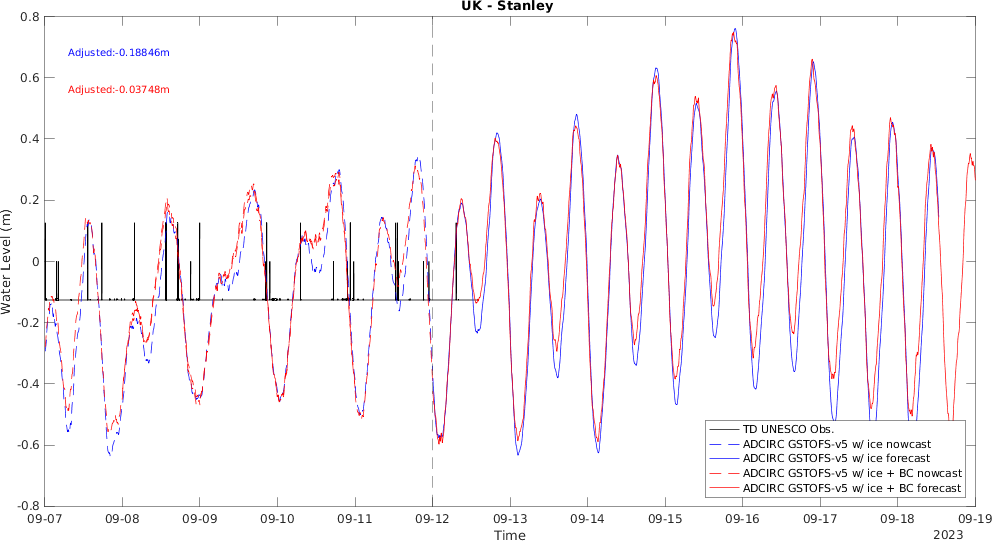 UK - Stanley
Adjusted:-0.18846m
Adjusted:-0.03748m
Water Level (m)
0.8
0.6
0.4
0.2
0
-0.2
-0.4
-0.6
-0.8
TD UNESCO Obs.
ADCIRC GSTOFS-v5 w/ ice nowcast
ADCIRC GSTOFS-v5 w/ ice forecast
ADCIRC GSTOFS-v5 w/ ice + BC nowcast
ADCIRC GSTOFS-v5 w/ ice + BC forecast
09-07 09-08 09-09 09-10 09-11 09-12 09-13 09-14 09-15 09-16 09-17 09-18 09-19
Time
2023